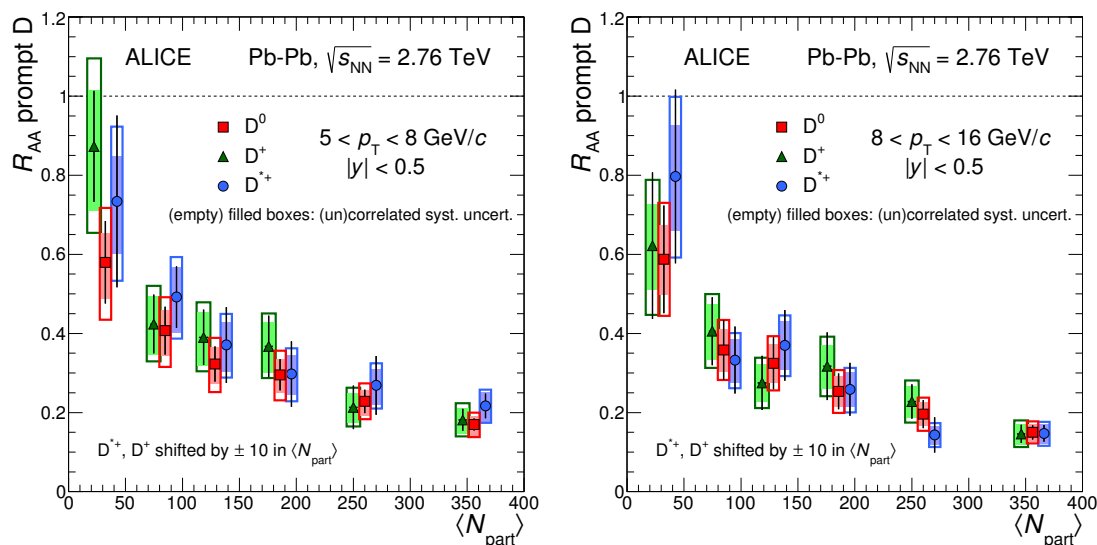 ALICE Pb-Pb, √sNN = 2.76 TeV
D0
5 < pT < 8 GeV/c
D+
|y| < 0.5
D*+
(empty) filled boxes: (un)correlated syst. uncert.
D*+, D+ shifted by ± 10 in ⟨Npart⟩
RAA prompt D
1.2
1
0.8
0.6
0.4
0.2
0
0 50 100 150 200 250 300 350 400
⟨Npart⟩
ALICE Pb-Pb, √sNN = 2.76 TeV
D0
8 < pT < 16 GeV/c
D+
|y| < 0.5
D*+
(empty) filled boxes: (un)correlated syst. uncert.
D*+, D+ shifted by ± 10 in ⟨Npart⟩
RAA prompt D
1.2
1
0.8
0.6
0.4
0.2
0
0 50 100 150 200 250 300 350 400
⟨Npart⟩